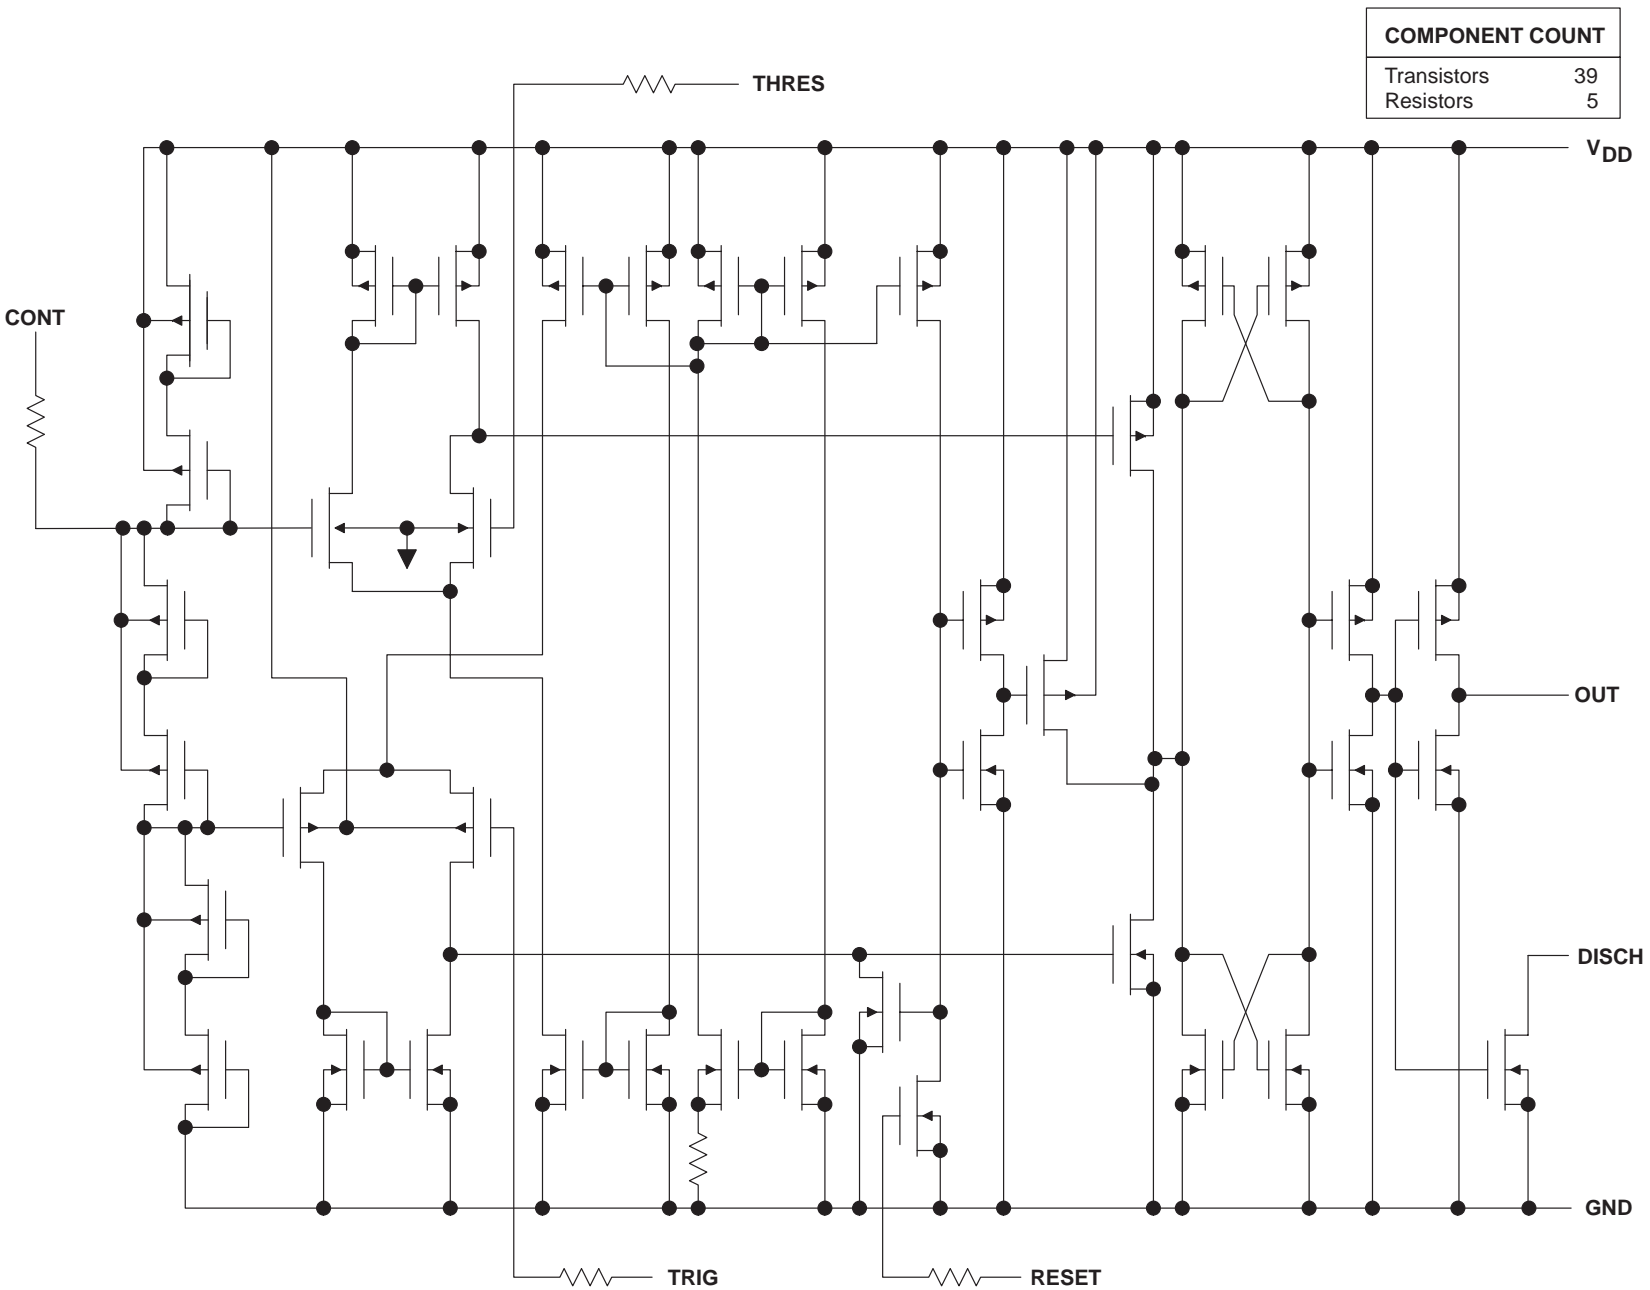 COMPONENT COUNT
Transistors 39
Resistors 5
THRES
VDD
CONT
OUT
DISCH
GND
TRIG
RESET